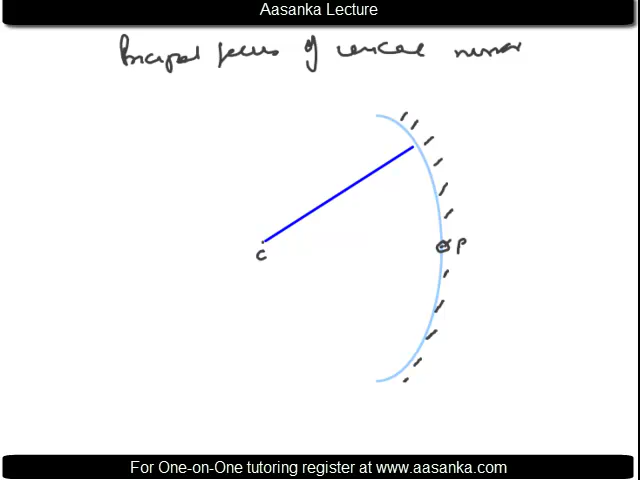 Aasanka Lecture
Principal focus of concave mirror
C
P
For One-on-One tutoring register at www.aasanka.com